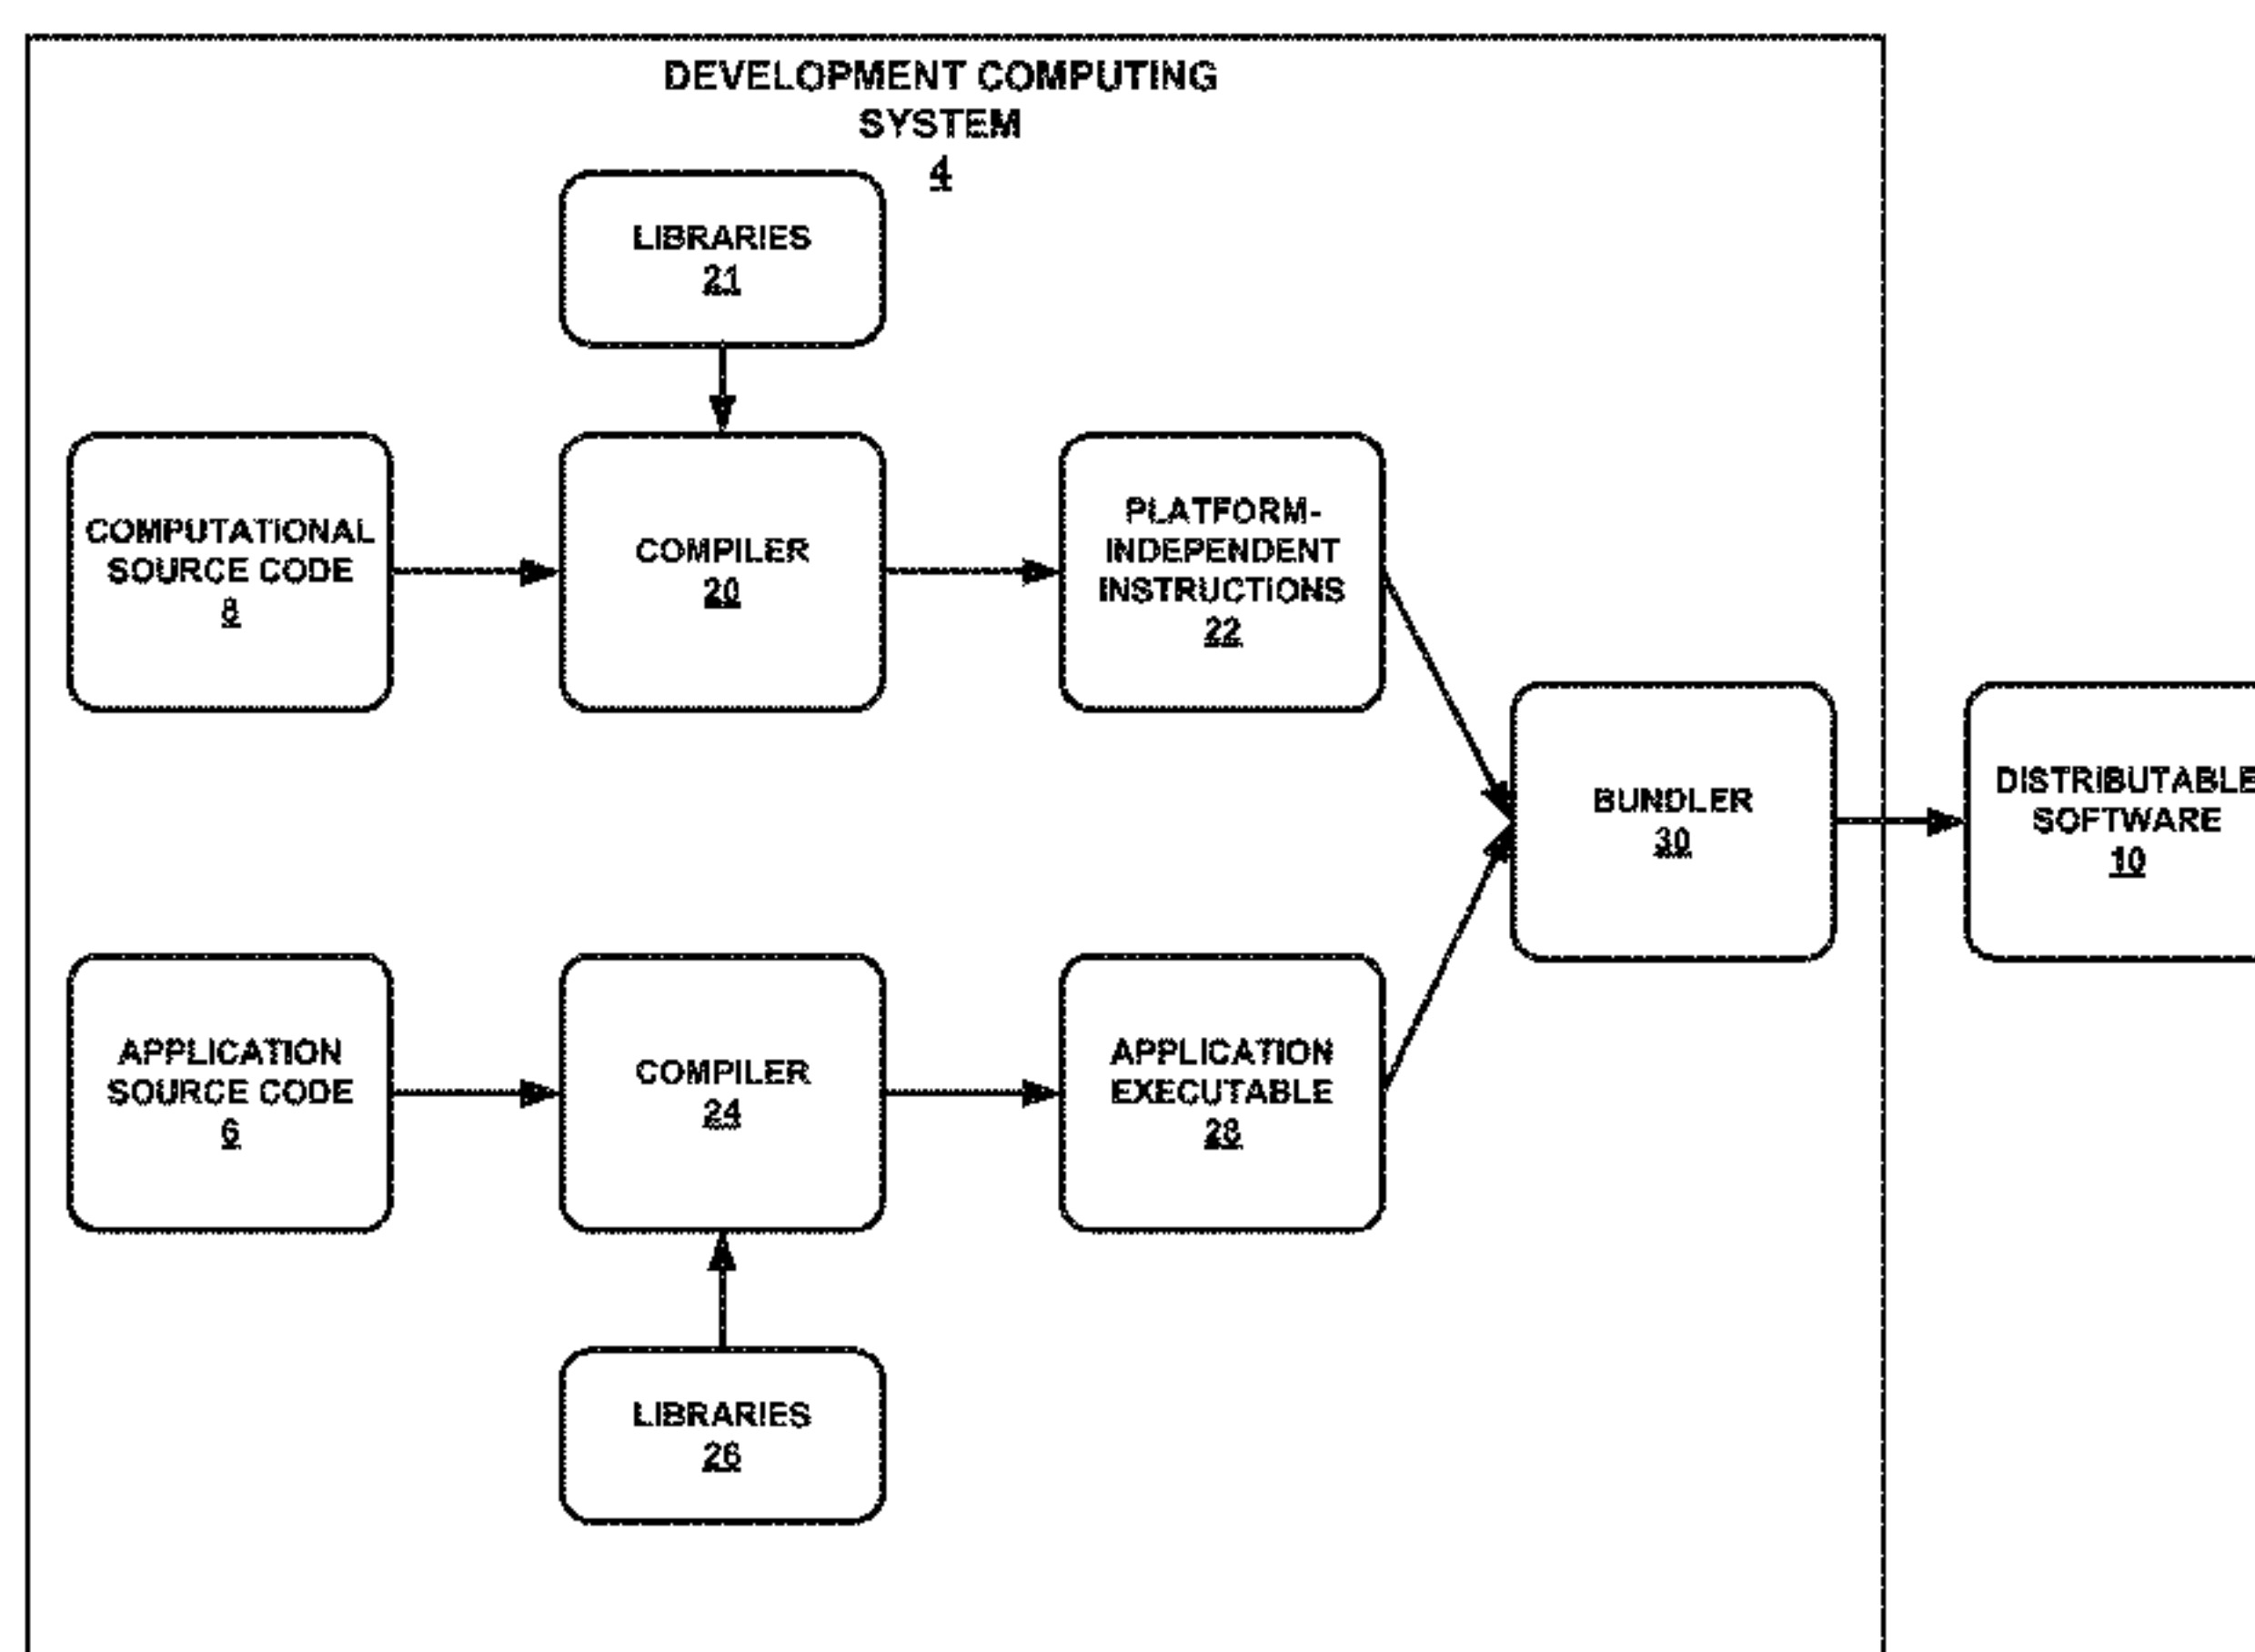 DEVELOPMENT COMPUTING
SYSTEM
4
LIBRARIES
21
COMPUTATIONAL
SOURCE CODE
8
COMPILER
20
PLATFORM-
INDEPENDENT
INSTRUCTIONS
22
BUNDLER
30
DISTRIBUTABLE
SOFTWARE
10
APPLICATION
SOURCE CODE
6
COMPILER
24
APPLICATION
EXECUTABLE
28
LIBRARIES
26